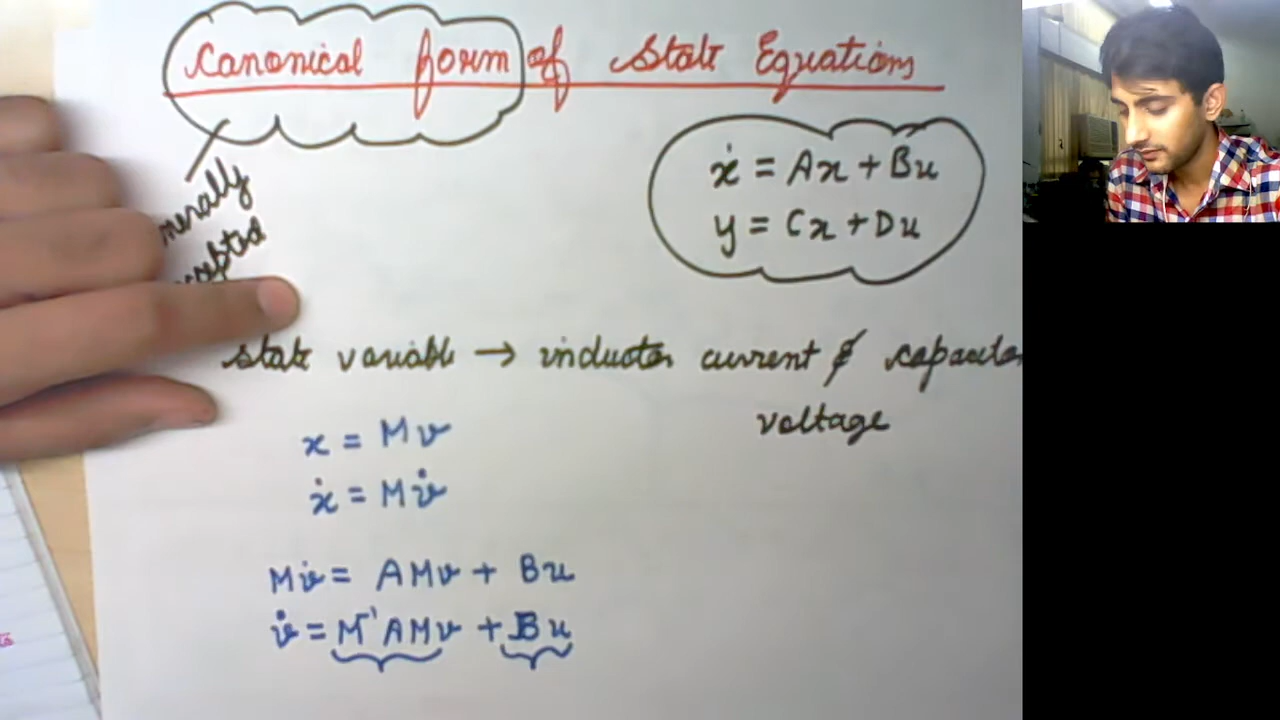 Canonical form of State Equations
ẋ = Ax + Bu
y = Cx + Du
state variable → inductor current & capacitor
voltage
x = Mv
ẋ = Mv̇
Mv̇ = AMv + Bu
v̇ = M⁻¹AMv + Bu